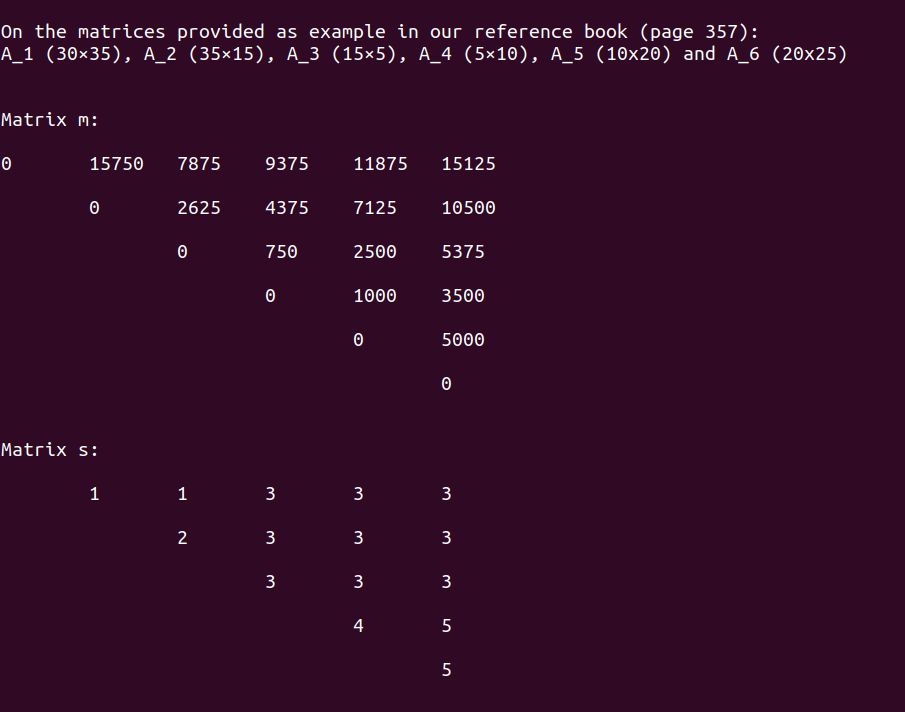 On the matrices provided as example in our reference book (page 357):
A_1 (30×35), A_2 (35×15), A_3 (15×5), A_4 (5×10), A_5 (10x20) and A_6 (20x25)
Matrix m:
0 15750 7875 9375 11875 15125
0 2625 4375 7125 10500
0 750 2500 5375
0 1000 3500
0 5000
0
Matrix s:
1 1 3 3 3
2 3 3 3
3 3 3
4 5
5